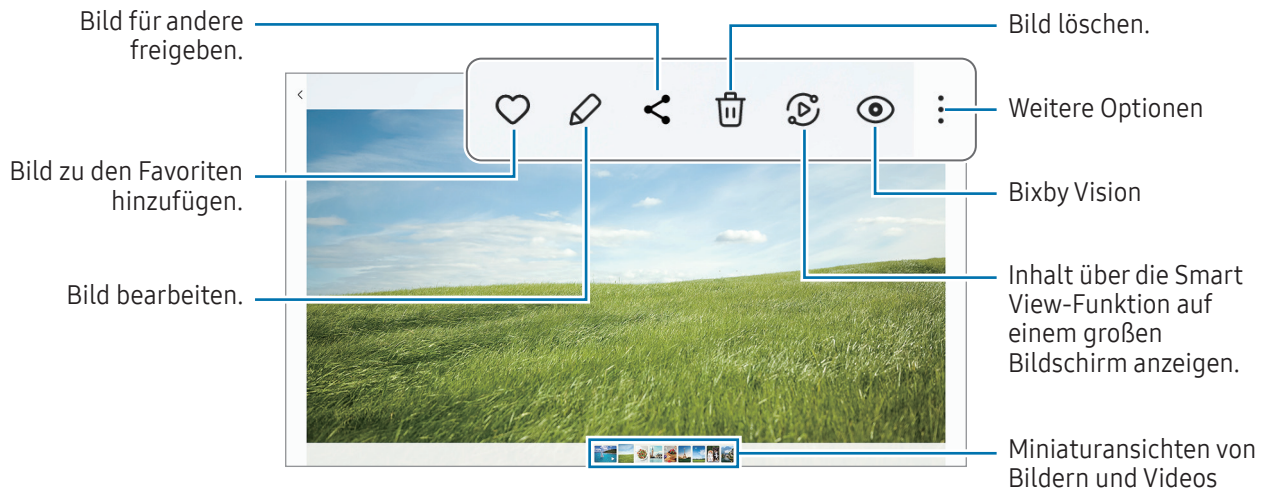 Bild für andere
freigeben.
Bild löschen.
Weitere Optionen
Bild zu den Favoriten
hinzufügen.
Bixby Vision
Bild bearbeiten.
Inhalt über die Smart
View-Funktion auf
einem großen
Bildschirm anzeigen.
Miniaturansichten von
Bildern und Videos